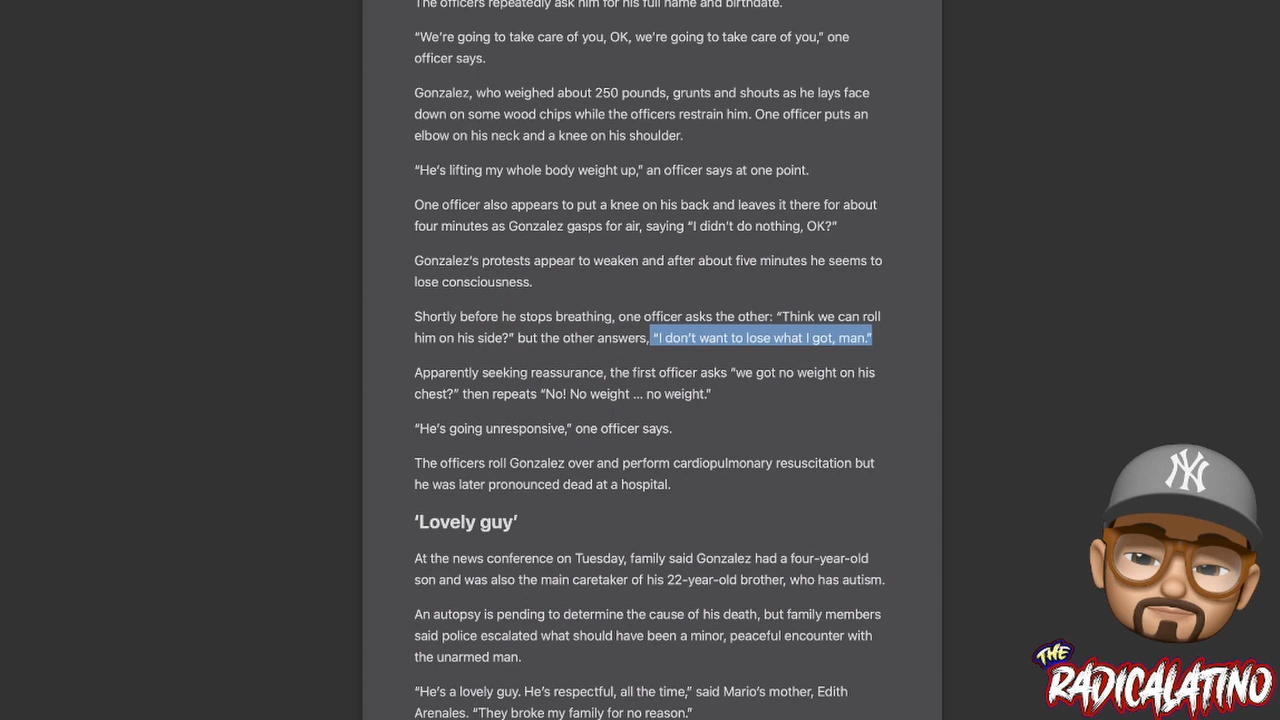 The officers repeatedly ask him for his full name and birthdate.
“We’re going to take care of you, OK, we’re going to take care of you,” one
officer says.
Gonzalez, who weighed about 250 pounds, grunts and shouts as he lays face
down on some wood chips while the officers restrain him. One officer puts an
elbow on his neck and a knee on his shoulder.
“He’s lifting my whole body weight up,” an officer says at one point.
One officer also appears to put a knee on his back and leaves it there for about
four minutes as Gonzalez gasps for air, saying “I didn’t do nothing, OK?”
Gonzalez’s protests appear to weaken and after about five minutes he seems to
lose consciousness.
Shortly before he stops breathing, one officer asks the other: “Think we can roll
him on his side?” but the other answers, “I don’t want to lose what I got, man.”
Apparently seeking reassurance, the first officer asks “we got no weight on his
chest?” then repeats “No! No weight … no weight.”
“He’s going unresponsive,” one officer says.
The officers roll Gonzalez over and perform cardiopulmonary resuscitation but
he was later pronounced dead at a hospital.
‘Lovely guy’
At the news conference on Tuesday, family said Gonzalez had a four-year-old
son and was also the main caretaker of his 22-year-old brother, who has autism.
An autopsy is pending to determine the cause of his death, but family members
said police escalated what should have been a minor, peaceful encounter with
the unarmed man.
“He’s a lovely guy. He’s respectful, all the time,” said Mario’s mother, Edith
Arenales. “They broke my family for no reason.”
NY
THE
RADICALATINO